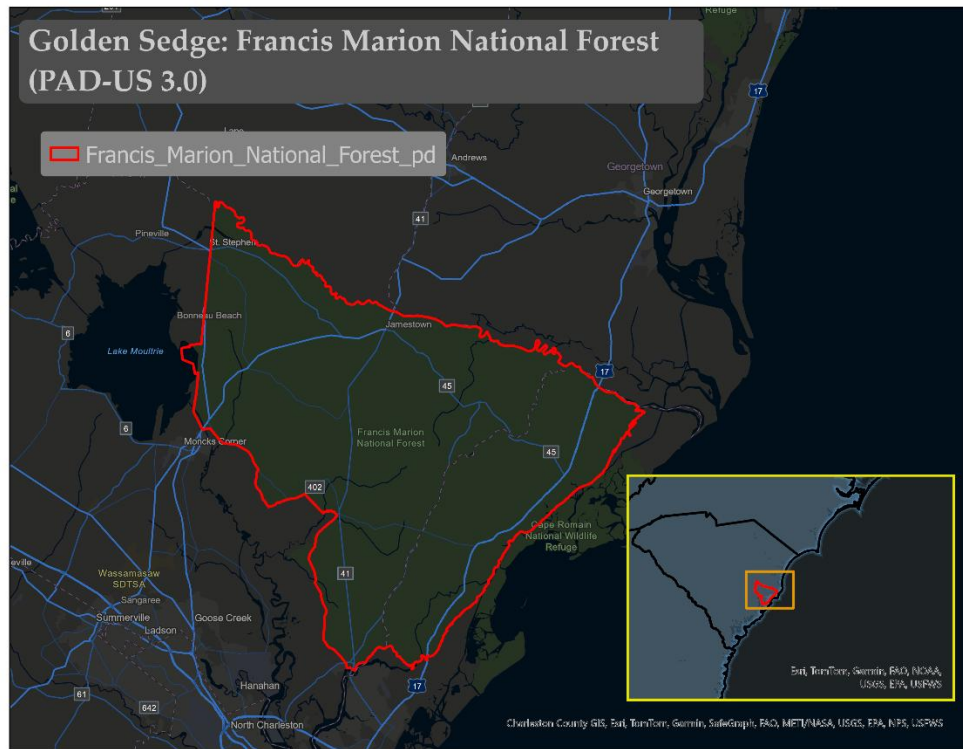 Golden Sedge: Francis Marion National Forest
(PAD-US 3.0)
Francis_Marion_National_Forest_pd
Refuge
17
Lane
Andrews
Georgetown
Georgetown
41
Pineville
St. Stephen
Bonneau Beach
Jamestown
6
Lake Moultrie
17
45
6
Moncks Corner
Francis Marion
National Forest
45
402
Cape Romain
National Wildlife
Refuge
41
Wassamasaw
SDTSA
Sangaree
Summerville
Ladson
Goose Creek
Hanahan
17
61
642
North Charleston
Esri, TomTom, Garmin, FAO, NOAA,
USGS, EPA, USFWS
Charleston County GIS, Esri, TomTom, Garmin, SafeGraph, FAO, METI/NASA, USGS, EPA, NPS, USFWS